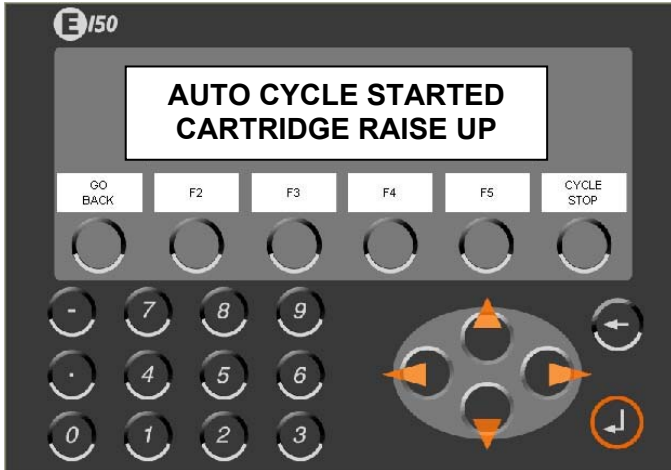 E/50
AUTO CYCLE STARTED
CARTRIDGE RAISE UP
GO BACK F2 F3 F4 F5 CYCLE STOP
- 7 8 9
. 4 5 6
0 1 2 3